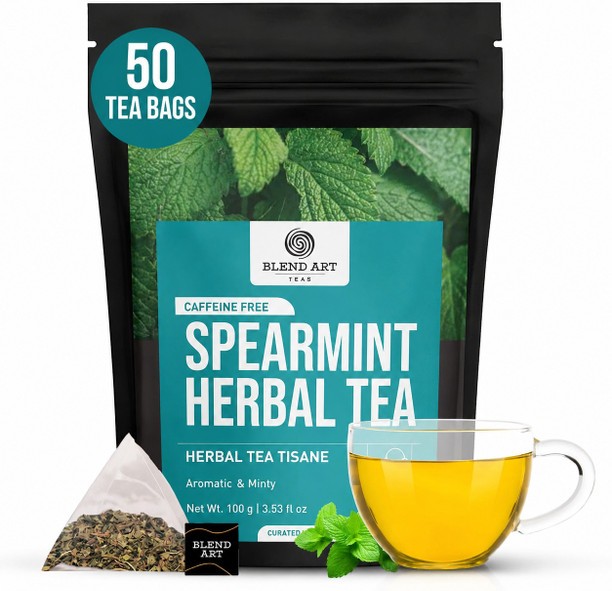 50
TEA BAGS
BLEND ART
TEAS
CAFFEINE FREE
SPEARMINT
HERBAL TEA
HERBAL TEA TISANE
Aromatic & Minty
Net Wt. 100 g | 3.53 fl oz
CURATED
BLEND
ART